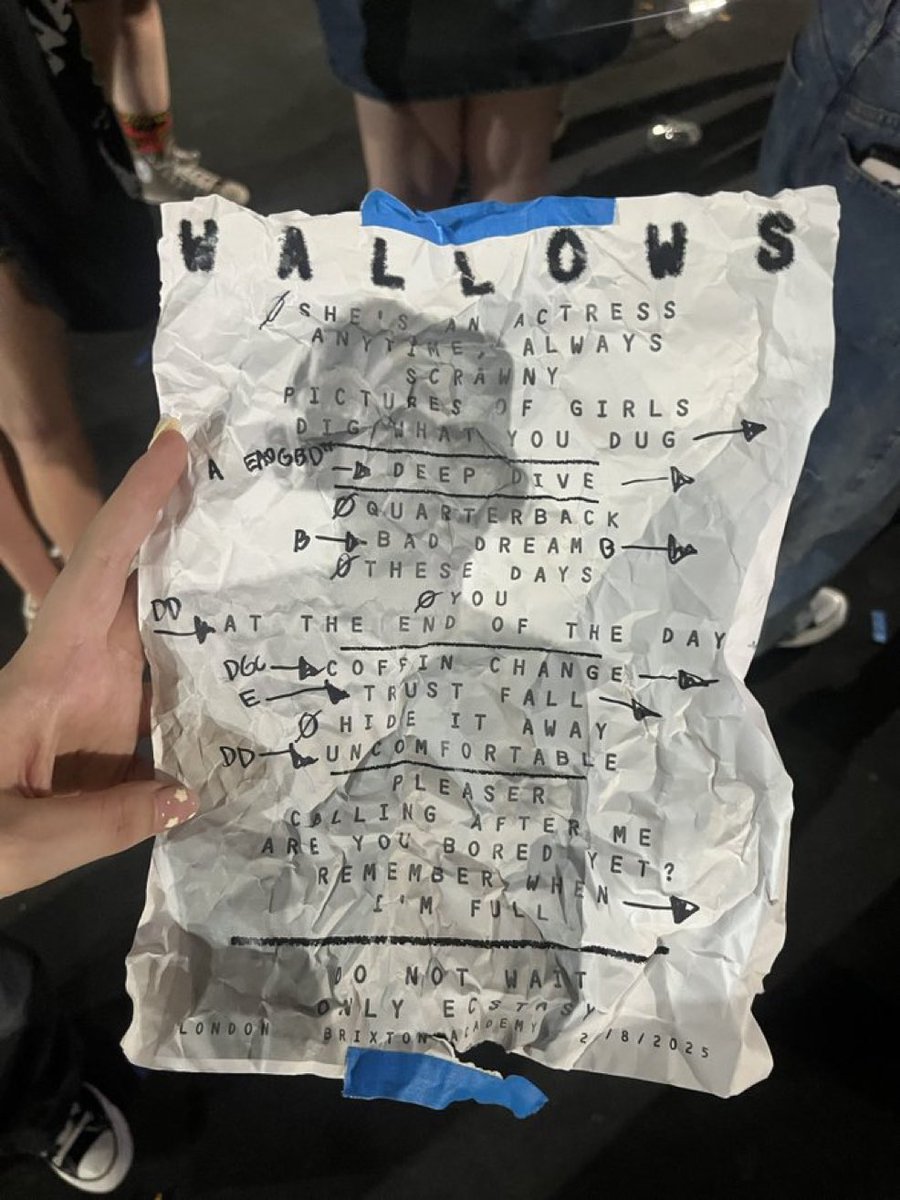 WALLOWS
Ø SHE'S AN ACTRESS
ANYTIME, ALWAYS
SCRAWNY
PICTURES OF GIRLS
DIG WHAT YOU DUG →
A EADGBD → DEEP DIVE →
Ø QUARTERBACK
B → BAD DREAM B →
Ø THESE DAYS
Ø YOU
DD → AT THE END OF THE DAY
DGC → COFFIN CHANGE →
E → TRUST FALL →
Ø HIDE IT AWAY
DD → UNCOMFORTABLE
PLEASER
CALLING AFTER ME
ARE YOU BORED YET?
REMEMBER WHEN →
I'M FULL
DO NOT WAIT
ONLY ECSTASY
LONDON BRIXTON ACADEMY 2/8/2025